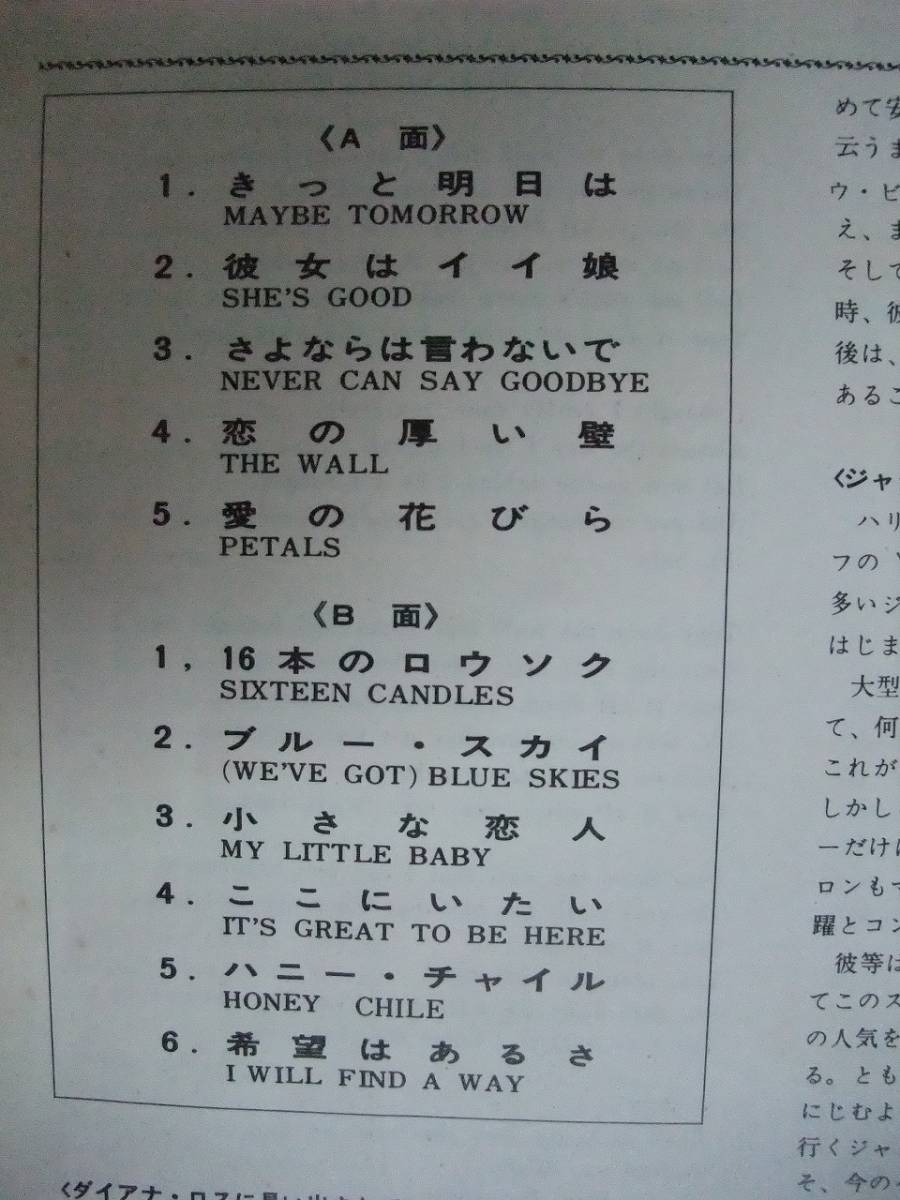 〈A 面〉
1. きっと明日は
MAYBE TOMORROW
2. 彼女はイイ娘
SHE'S GOOD
3. さよならは言わないで
NEVER CAN SAY GOODBYE
4. 恋の厚い壁
THE WALL
5. 愛の花びら
PETALS
〈B 面〉
1, 16本のロウソク
SIXTEEN CANDLES
2. ブルー・スカイ
(WE'VE GOT) BLUE SKIES
3. 小さな恋人
MY LITTLE BABY
4. ここにいたい
IT'S GREAT TO BE HERE
5. ハニー・チャイル
HONEY CHILE
6. 希望はあるさ
I WILL FIND A WAY
めて安
云うま
ウ・ビ
え、ま
そして
時、彼
後は、
あるこ
〈ジャ
ハリ
フの
多いジ
はじま
大型
て、何
これが
しかし
ーだけに
ロンもマ
躍とコン
彼等は
てこのス
の人気を
る。とも
にじむよ
行くジャ
そ、今の
〈ダイアナ・ロスに見い出され